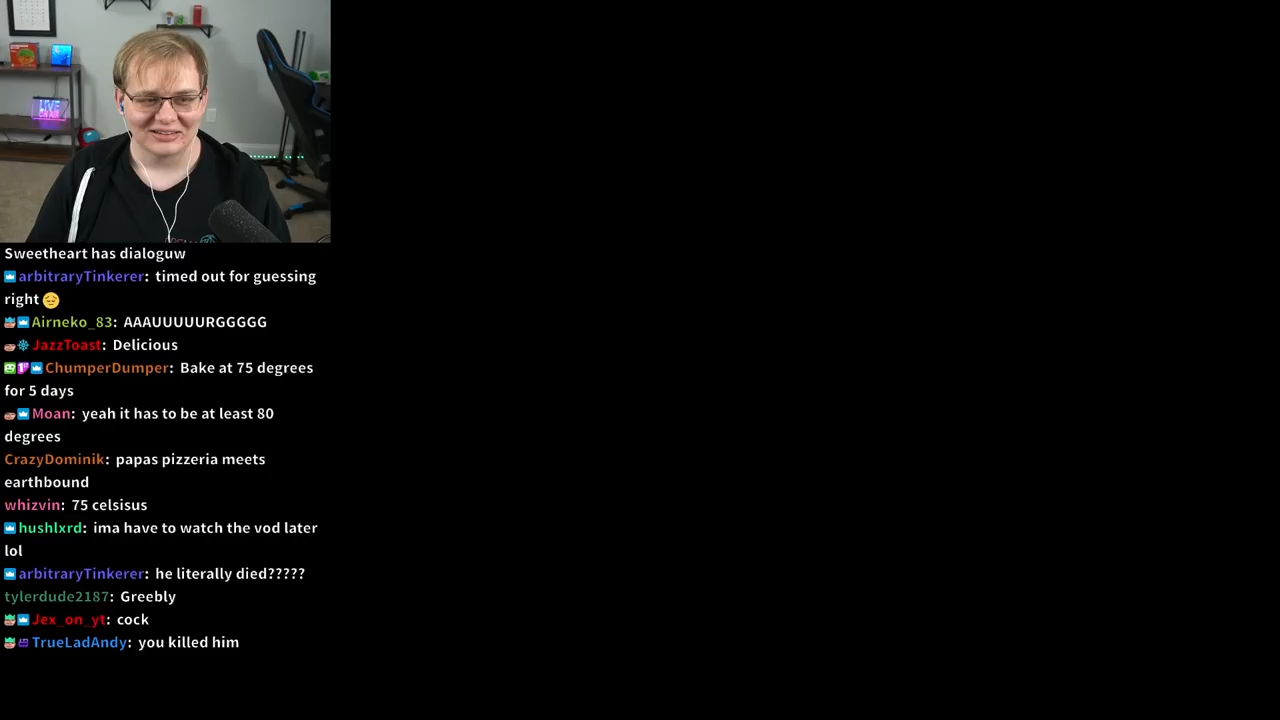 LIVE
ON AIR
Sweetheart has dialoguw
arbitraryTinkerer: timed out for guessing
right 😔
Airneko_83: AAAUUUUURGGGGG
JazzToast: Delicious
ChumperDumper: Bake at 75 degrees
for 5 days
Moan: yeah it has to be at least 80
degrees
CrazyDominik: papas pizzeria meets
earthbound
whizvin: 75 celsisus
hushlxrd: ima have to watch the vod later
lol
arbitraryTinkerer: he literally died?????
tylerdude2187: Greebly
Jex_on_yt: cock
TrueLadAndy: you killed him